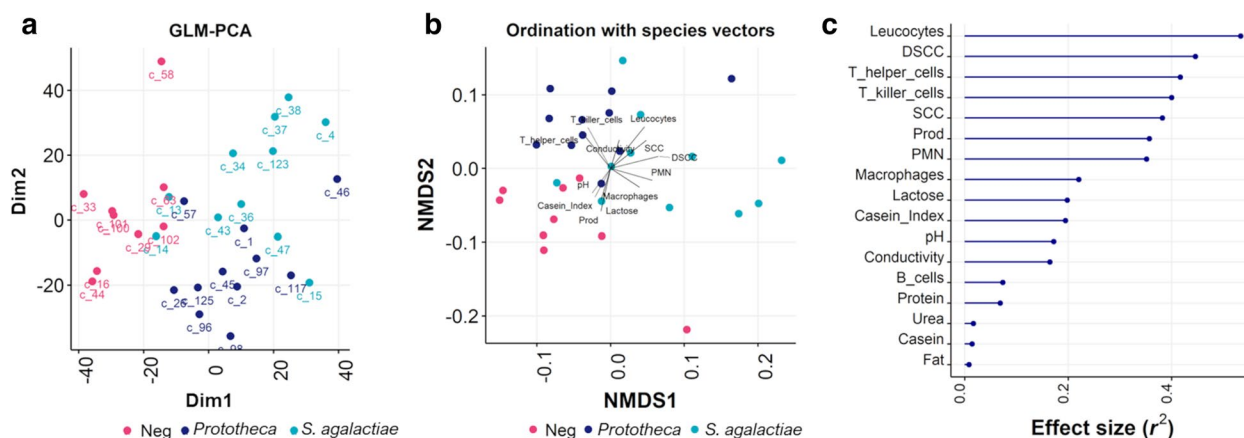 a
GLM-PCA
Dim2
40
20
0
-20
c_58
c_38
c_37
c_4
c_123
c_34
c_46
c_33
c_63
c_13
c_57
c_101
c_100
c_36
c_43
c_29
c_102
c_1
c_14
c_47
c_97
c_16
c_44
c_45
c_117
c_15
c_26
c_125
c_2
c_96
c_98
-40
-20
0
20
40
Dim1
Neg Prototheca S. agalactiae
b
Ordination with species vectors
NMDS2
0.1
0.0
-0.1
-0.2
T_killer_cells
Leucocytes
T_helper_cells
Conductivity
SCC
DSCC
PMN
pH
Macrophages
Casein_Index
Lactose
Prod
-0.1
0.0
0.1
0.2
NMDS1
Neg Prototheca S. agalactiae
c
Leucocytes
DSCC
T_helper_cells
T_killer_cells
SCC
Prod
PMN
Macrophages
Lactose
Casein_Index
pH
Conductivity
B_cells
Protein
Urea
Casein
Fat
0.0
0.2
0.4
Effect size (r²)